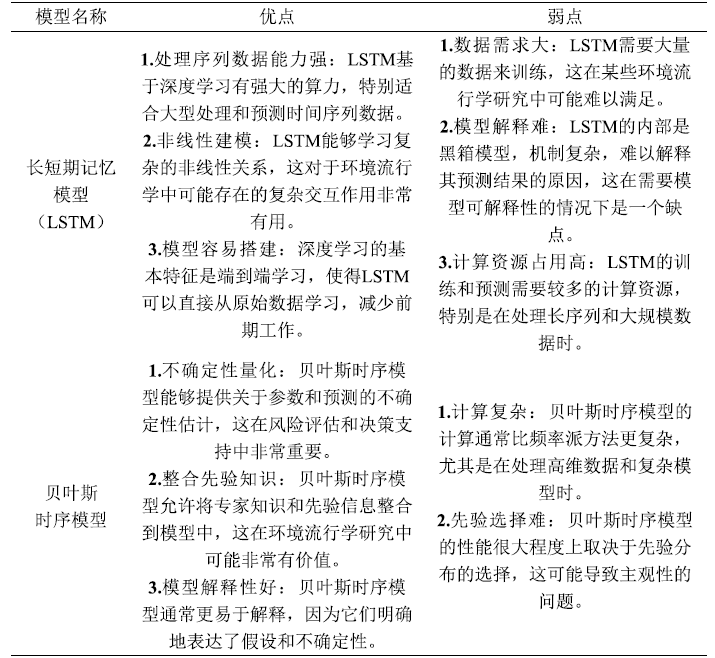 模型名称 优点 弱点
长短期记忆
模型
（LSTM）
1.处理序列数据能力强：LSTM基
于深度学习有强大的算力，特别适
合大型处理和预测时间序列数据。
2.非线性建模：LSTM能够学习复
杂的非线性关系，这对于环境流行
学中可能存在的复杂交互作用非常
有用。
3.模型容易搭建：深度学习的基
本特征是端到端学习，使得LSTM
可以直接从原始数据学习，减少前
期工作。
1.数据需求大：LSTM需要大量
的数据来训练，这在某些环境流
行学研究中可能难以满足。
2.模型解释难：LSTM的内部是
黑箱模型，机制复杂，难以解释
其预测结果的原因，这在需要模
型可解释性的情况下是一个缺
点。
3.计算资源占用高：LSTM的训
练和预测需要较多的计算资源，
特别是在处理长序列和大规模数
据时。
贝叶斯
时序模型
1.不确定性量化：贝叶斯时序模
型能够提供关于参数和预测的不确
定性估计，这在风险评估和决策支
持中非常重要。
2.整合先验知识：贝叶斯时序模
型允许将专家知识和先验信息整合
到模型中，这在环境流行学研究中
可能非常有价值。
3.模型解释性好：贝叶斯时序模
型通常更易于解释，因为它们明确
地表达了假设和不确定性。
1.计算复杂：贝叶斯时序模型的
计算通常比频率派方法更复杂，
尤其是在处理高维数据和复杂模
型时。
2.先验选择难：贝叶斯时序模型
的性能很大程度上取决于先验分
布的选择，这可能导致主观性的
问题。